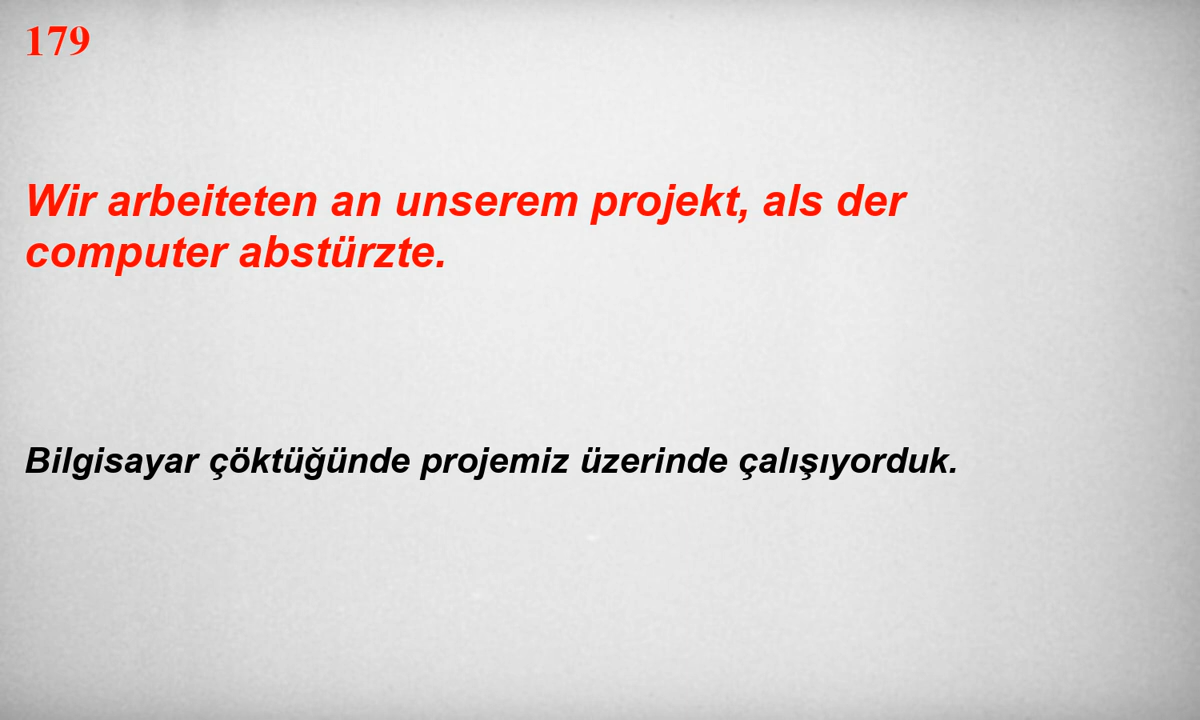 179
Wir arbeiteten an unserem projekt, als der
computer abstürzte.
Bilgisayar çöktüğünde projemiz üzerinde çalışıyorduk.